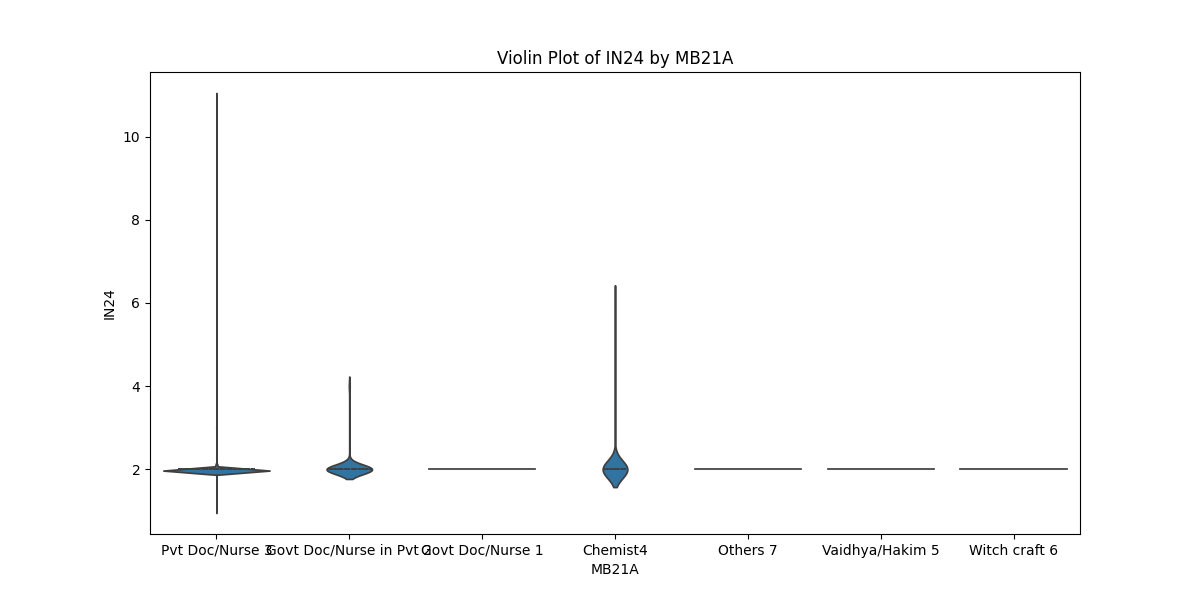 Violin Plot of IN24 by MB21A
10
8
6
4
2
IN24
Pvt Doc/Nurse 3
Govt Doc/Nurse in Pvt 2
Govt Doc/Nurse 1
Chemist4
Others 7
Vaidhya/Hakim 5
Witch craft 6
MB21A